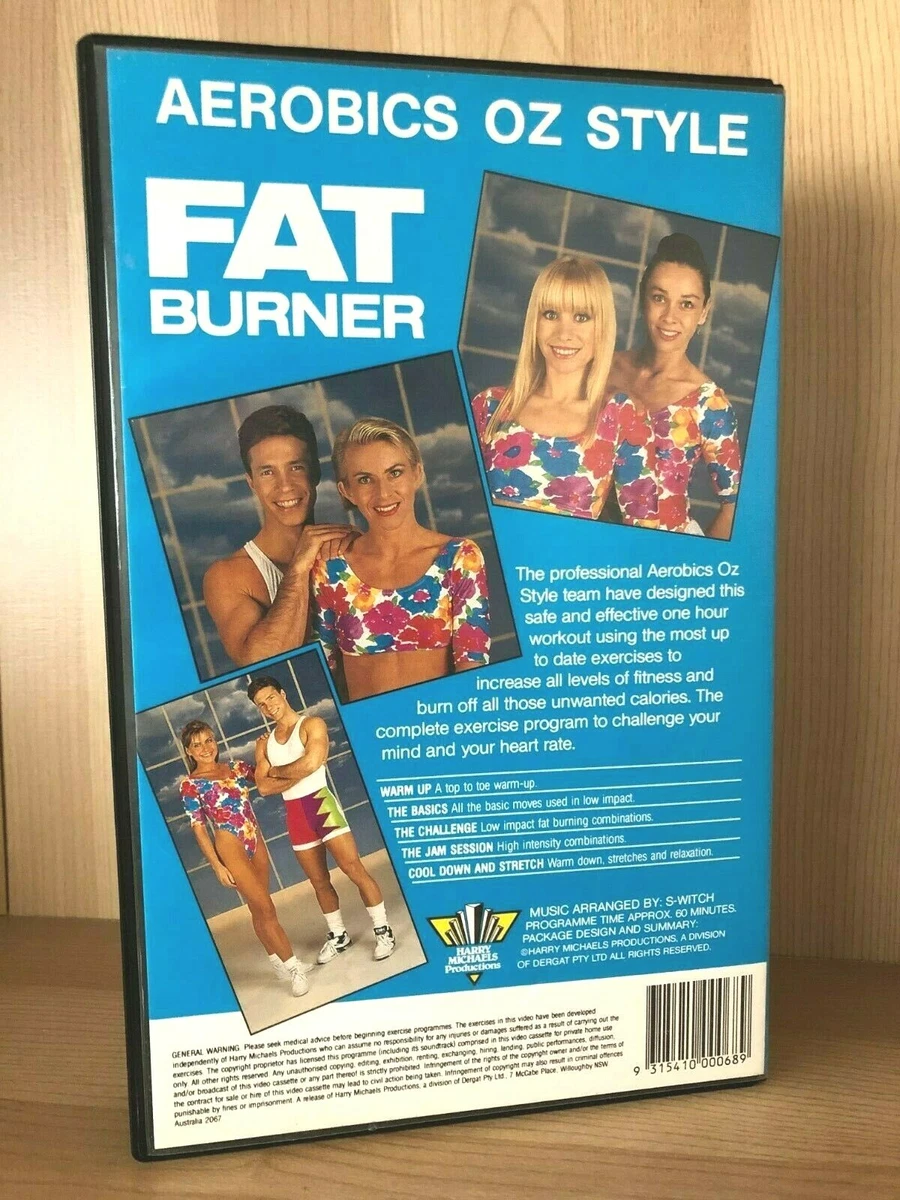 AEROBICS OZ STYLE
FAT
BURNER
The professional Aerobics Oz
Style team have designed this
safe and effective one hour
workout using the most up
to date exercises to
increase all levels of fitness and
burn off all those unwanted calories. The
complete exercise program to challenge your
mind and your heart rate.
WARM UP A top to toe warm-up.
THE BASICS All the basic moves used in low impact.
THE CHALLENGE Low impact fat burning combinations.
THE JAM SESSION High intensity combinations.
COOL DOWN AND STRETCH Warm down, stretches and relaxation.
HARRY
MICHAELS
Productions
MUSIC ARRANGED BY: S-WITCH
PROGRAMME TIME APPROX. 60 MINUTES.
PACKAGE DESIGN AND SUMMARY:
©HARRY MICHAELS PRODUCTIONS, A DIVISION
OF DERGAT PTY LTD ALL RIGHTS RESERVED.
GENERAL WARNING. Please seek medical advice before beginning exercise programmes. The exercises in this video have been developed
independently of Harry Michaels Productions who can assume no responsibility for any injuries or damages suffered as a result of carrying out the
exercises. The copyright proprietor has licensed this programme (including its soundtrack) comprised in this video cassette for private home use
only. All other rights reserved. Any unauthorised copying, editing, exhibition, renting, exchanging, hiring, lending, public performances, diffusion,
and/or broadcast of this video cassette or any part thereof is strictly prohibited. Infringement of the rights of the copyright owner and/or the terms of
the contract for sale or hire of this video cassette may lead to civil action being taken. Infringement of copyright may also result in criminal offences
punishable by fines or imprisonment. A release of Harry Michaels Productions, a division of Dergat Pty Ltd., 7 McCabe Place, Willoughby NSW
Australia 2067
9 315410 000689